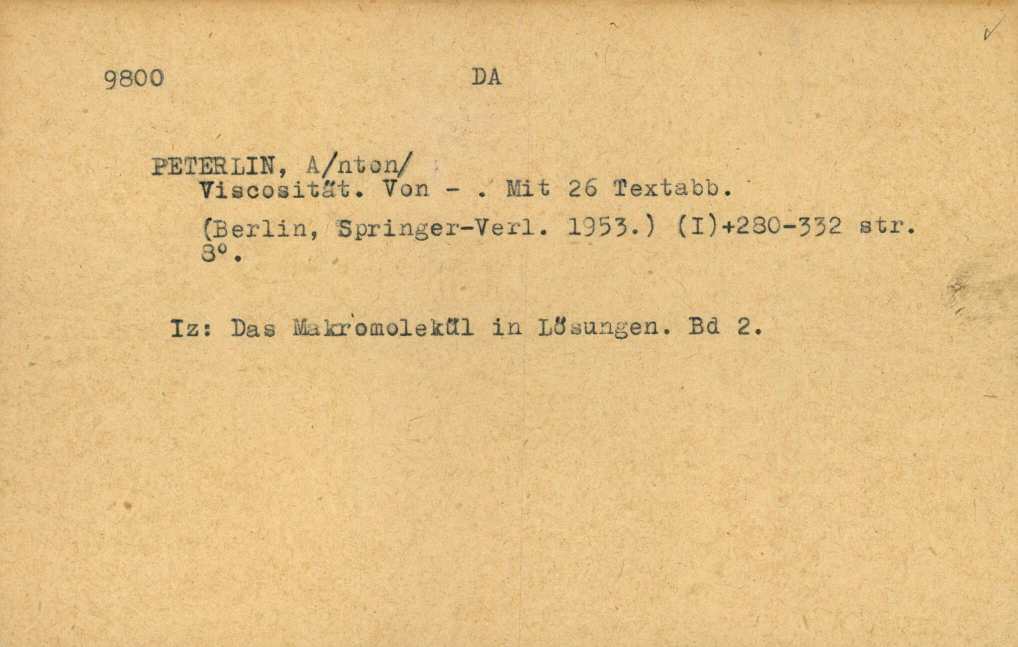 9800 DA
PETERLIN, A/nton/
Viscosität. Von - . Mit 26 Textabb.
(Berlin, Springer-Verl. 1953.) (I)+280-332 str.
8°.
Iz: Das Makromolekül in Lösungen. Bd 2.